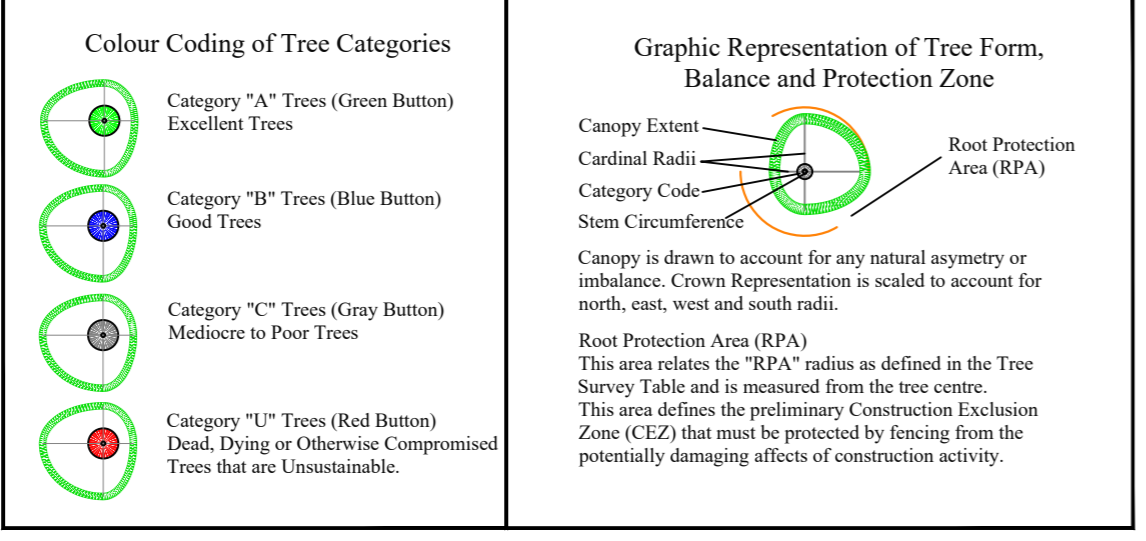 Colour Coding of Tree Categories
Category "A" Trees (Green Button)
Excellent Trees
Category "B" Trees (Blue Button)
Good Trees
Category "C" Trees (Gray Button)
Mediocre to Poor Trees
Category "U" Trees (Red Button)
Dead, Dying or Otherwise Compromised
Trees that are Unsustainable.
Graphic Representation of Tree Form,
Balance and Protection Zone
Canopy Extent
Cardinal Radii
Category Code
Stem Circumference
Root Protection
Area (RPA)
Canopy is drawn to account for any natural asymetry or
imbalance. Crown Representation is scaled to account for
north, east, west and south radii.
Root Protection Area (RPA)
This area relates the "RPA" radius as defined in the Tree
Survey Table and is measured from the tree centre.
This area defines the preliminary Construction Exclusion
Zone (CEZ) that must be protected by fencing from the
potentially damaging affects of construction activity.